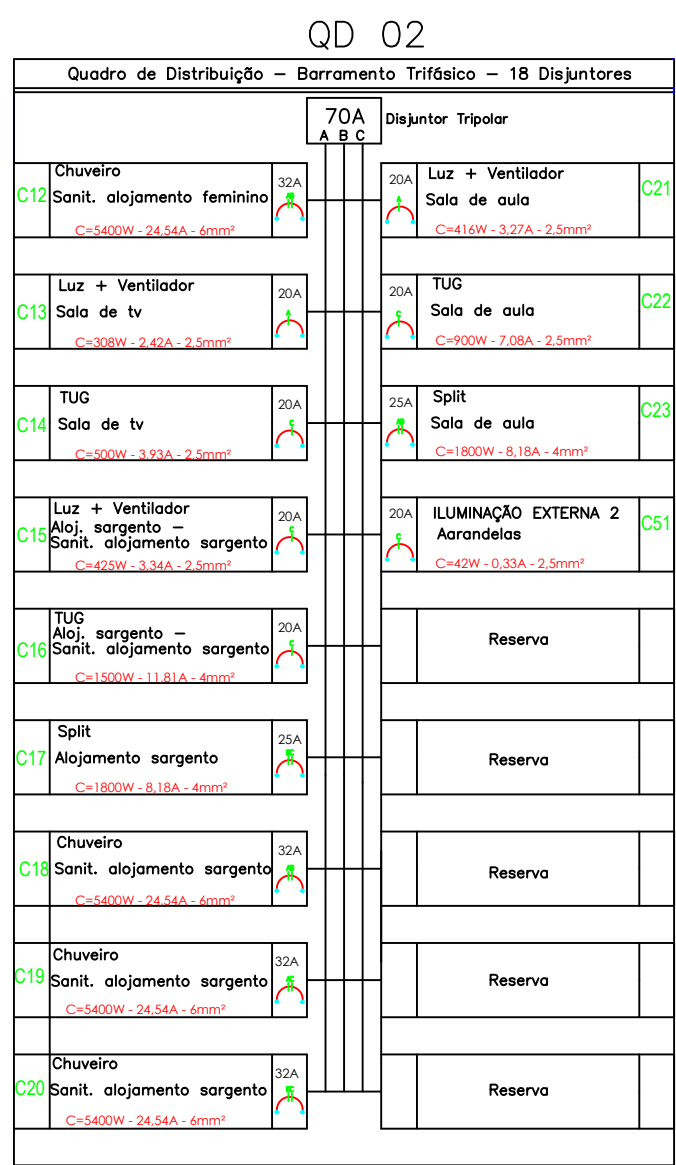 QD 02
Quadro de Distribuição – Barramento Trifásico – 18 Disjuntores
70A
Disjuntor Tripolar
A B C
C12
Chuveiro
Sanit. alojamento feminino
C=5400W - 24,54A - 6mm²
32A
C13
Luz + Ventilador
Sala de tv
C=308W - 2,42A - 2,5mm²
20A
A
C14
TUG
Sala de tv
C=500W - 3,93A - 2,5mm²
20A
C
C15
Luz + Ventilador
Aloj. sargento –
Sanit. alojamento sargento
C=425W - 3,34A - 2,5mm²
20A
C
C16
TUG
Aloj. sargento –
Sanit. alojamento sargento
C=1500W - 11,81A - 4mm²
20A
C
C17
Split
Alojamento sargento
C=1800W - 8,18A - 4mm²
25A
C18
Chuveiro
Sanit. alojamento sargento
C=5400W - 24,54A - 6mm²
32A
C19
Chuveiro
Sanit. alojamento sargento
C=5400W - 24,54A - 6mm²
32A
C20
Chuveiro
Sanit. alojamento sargento
C=5400W - 24,54A - 6mm²
32A
20A
A
Luz + Ventilador
Sala de aula
C=416W - 3,27A - 2,5mm²
C21
20A
C
TUG
Sala de aula
C=900W - 7,08A - 2,5mm²
C22
25A
Split
Sala de aula
C=1800W - 8,18A - 4mm²
C23
20A
C
ILUMINAÇÃO EXTERNA 2
Aarandelas
C=42W - 0,33A - 2,5mm²
C51
Reserva
Reserva
Reserva
Reserva
Reserva